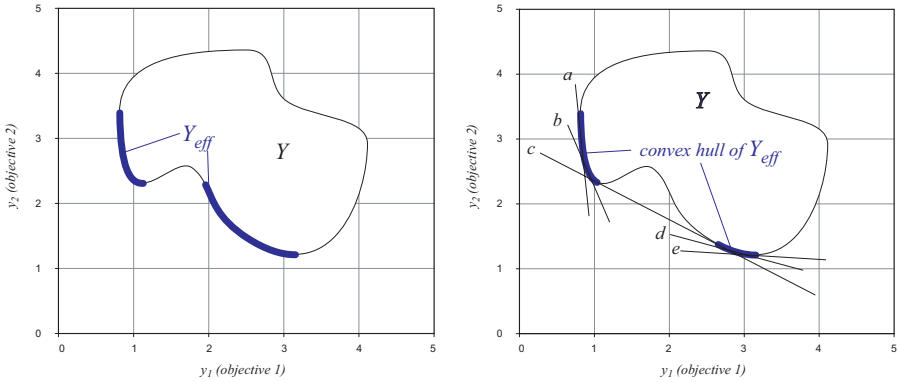 5
4
3
2
1
0
0 1 2 3 4 5
y2 (objective 2)
y1 (objective 1)
Yeff
Y
5
4
3
2
1
0
0 1 2 3 4 5
y2 (objective 2)
y1 (objective 1)
a
b
c
d
e
Y
convex hull of Yeff